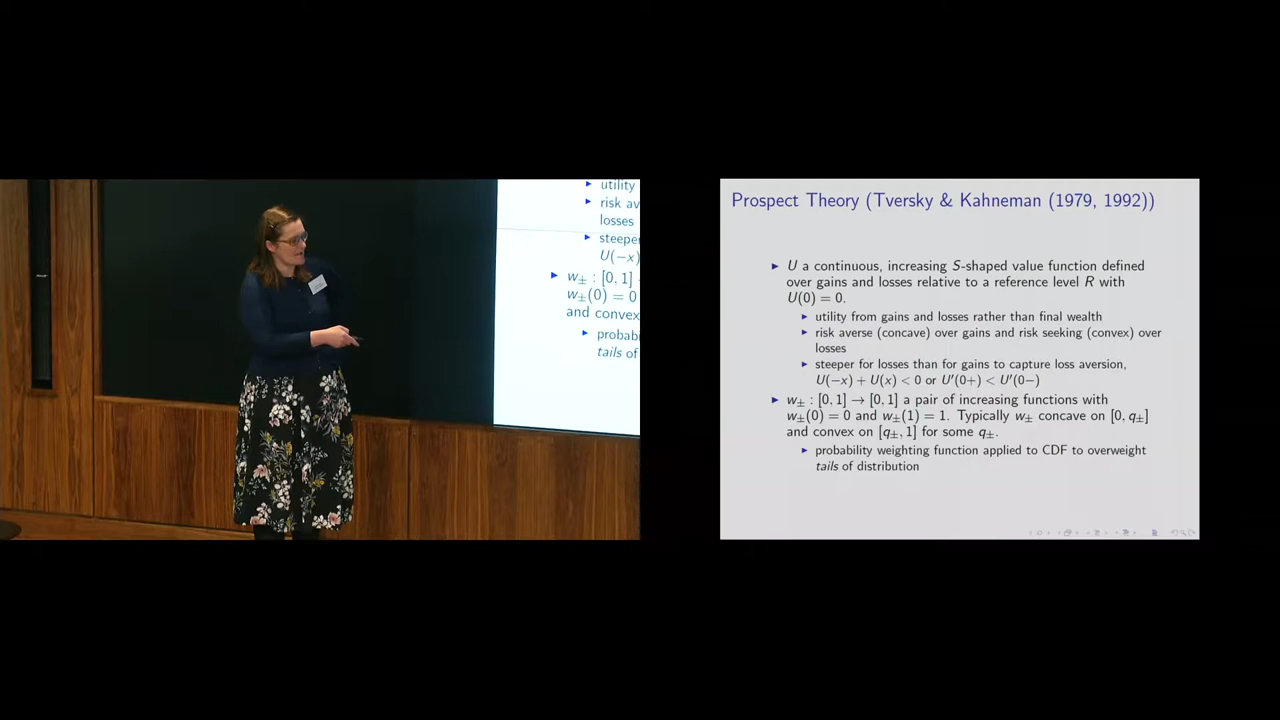 utility
risk av
losses
steepe
U(−x)
w± : [0, 1]
w±(0) = 0
and convex
probab
tails of
Prospect Theory (Tversky & Kahneman (1979, 1992))
U a continuous, increasing S-shaped value function defined
over gains and losses relative to a reference level R with
U(0) = 0.
utility from gains and losses rather than final wealth
risk averse (concave) over gains and risk seeking (convex) over
losses
steeper for losses than for gains to capture loss aversion,
U(−x) + U(x) < 0 or U′(0+) < U′(0−)
w± : [0, 1] → [0, 1] a pair of increasing functions with
w±(0) = 0 and w±(1) = 1. Typically w± concave on [0, q±]
and convex on [q±, 1] for some q±.
probability weighting function applied to CDF to overweight
tails of distribution